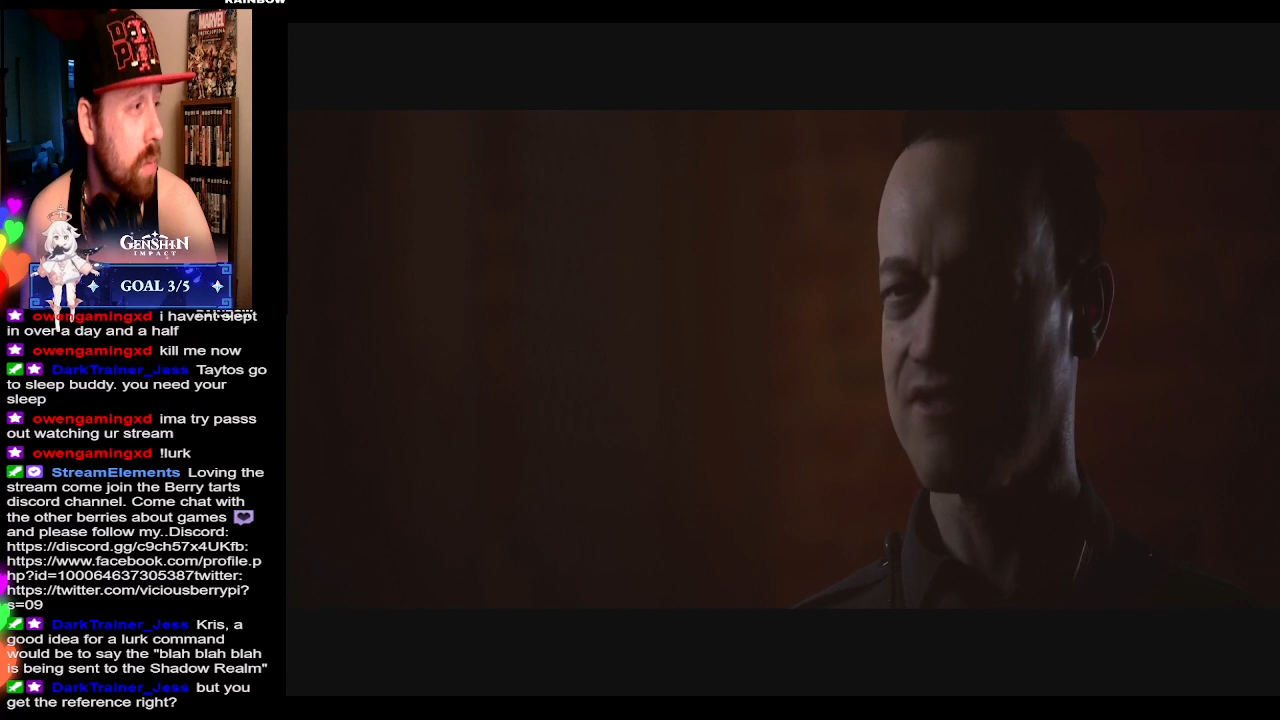 RAINBOW
MARVEL
ENCYCLOPEDIA
GENSHIN
IMPACT
GOAL 3/5
owengamingxd i havent slept
in over a day and a half
owengamingxd kill me now
DarkTrainer_Jess Taytos go
to sleep buddy. you need your
sleep
owengamingxd ima try passs
out watching ur stream
owengamingxd !lurk
StreamElements Loving the
stream come join the Berry tarts
discord channel. Come chat with
the other berries about games
and please follow my..Discord:
https://discord.gg/c9ch57x4UKfb:
https://www.facebook.com/profile.p
hp?id=100064637305387twitter:
https://twitter.com/viciousberrypi?
s=09
DarkTrainer_Jess Kris, a
good idea for a lurk command
would be to say the "blah blah blah
is being sent to the Shadow Realm"
DarkTrainer_Jess but you
get the reference right?